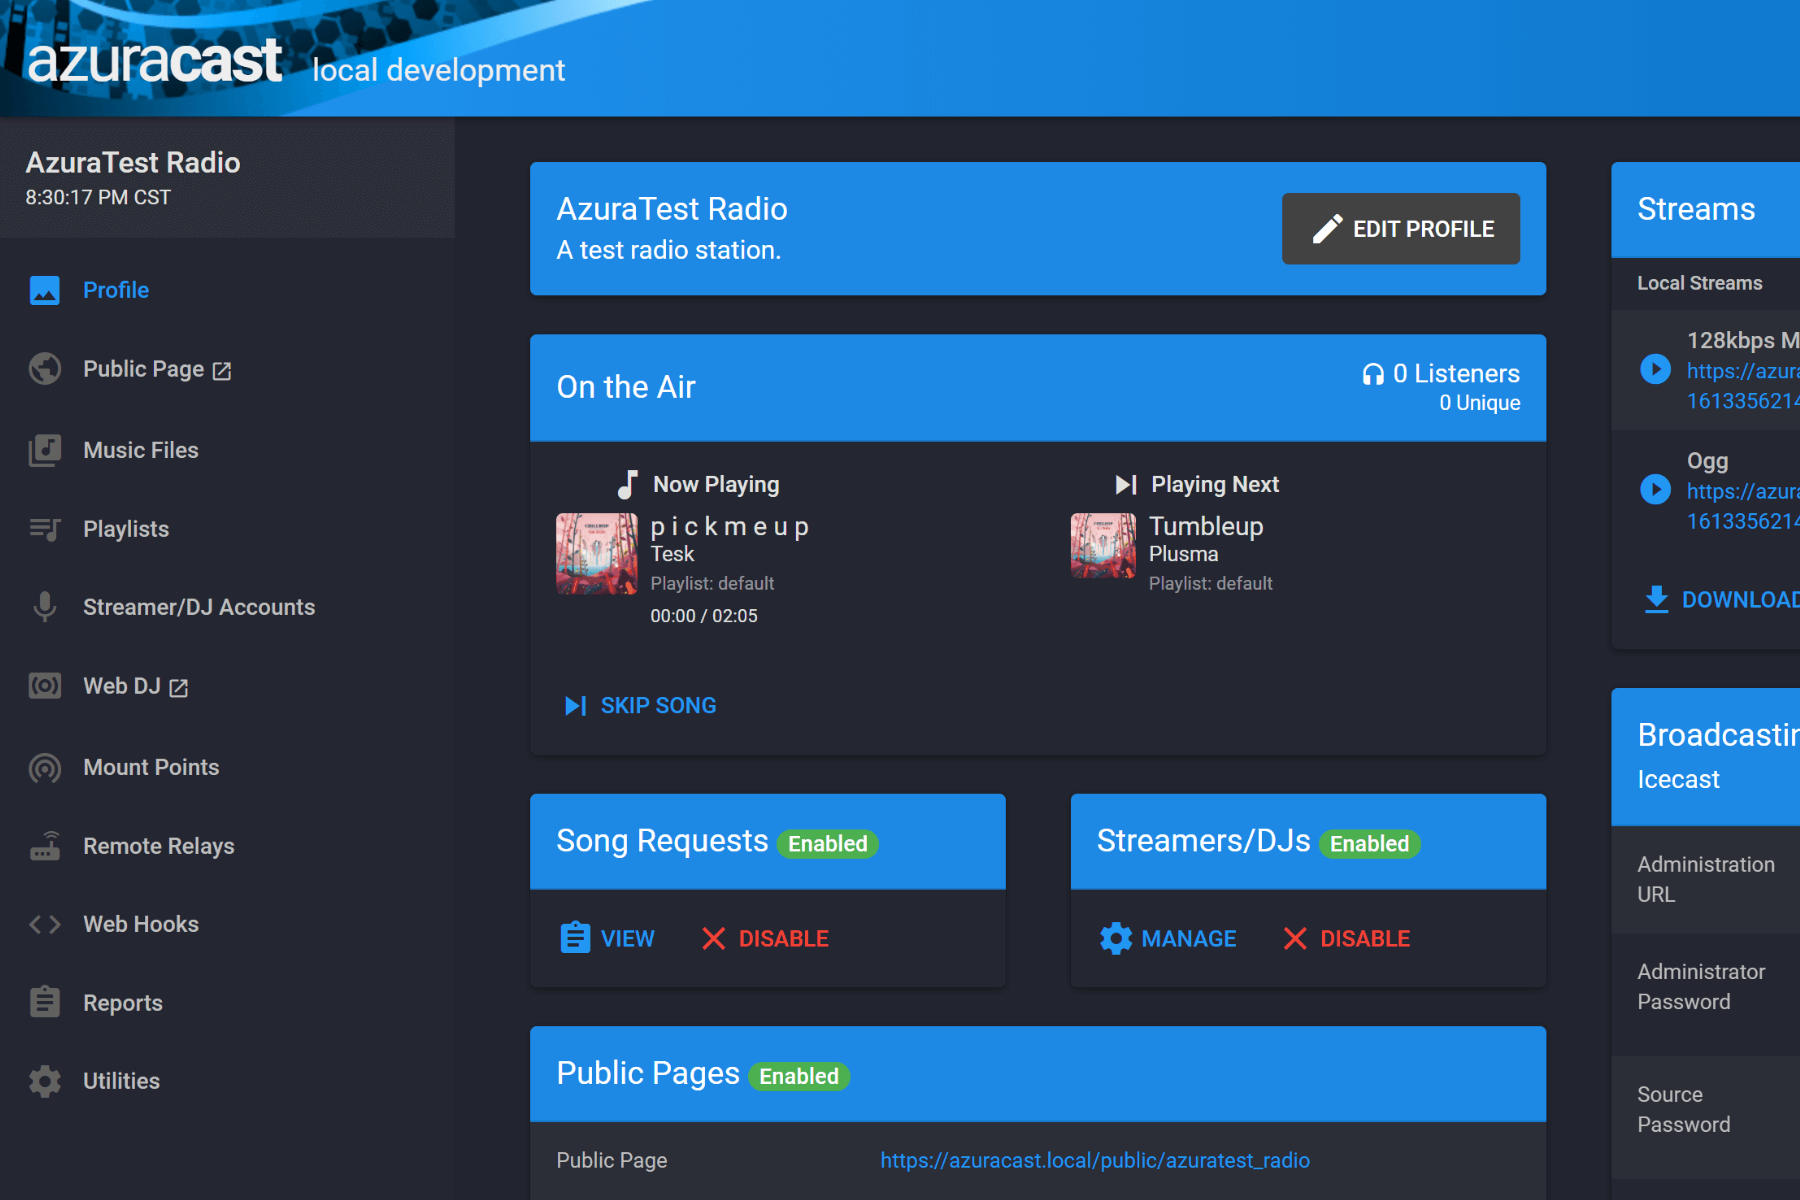 azuracast local development
AzuraTest Radio
8:30:17 PM CST
Profile
Public Page
Music Files
Playlists
Streamer/DJ Accounts
Web DJ
Mount Points
Remote Relays
Web Hooks
Reports
Utilities
AzuraTest Radio
A test radio station.
EDIT PROFILE
On the Air
0 Listeners
0 Unique
Now Playing
p i c k m e u p
Tesk
Playlist: default
00:00 / 02:05
Playing Next
Tumbleup
Plusma
Playlist: default
SKIP SONG
Song Requests Enabled
VIEW DISABLE
Streamers/DJs Enabled
MANAGE DISABLE
Public Pages Enabled
Public Page https://azuracast.local/public/azuratest_radio
Streams
Local Streams
128kbps M
https://azura
1613356214
Ogg
https://azura
1613356214
DOWNLOAD
Broadcastin
Icecast
Administration
URL
Administrator
Password
Source
Password